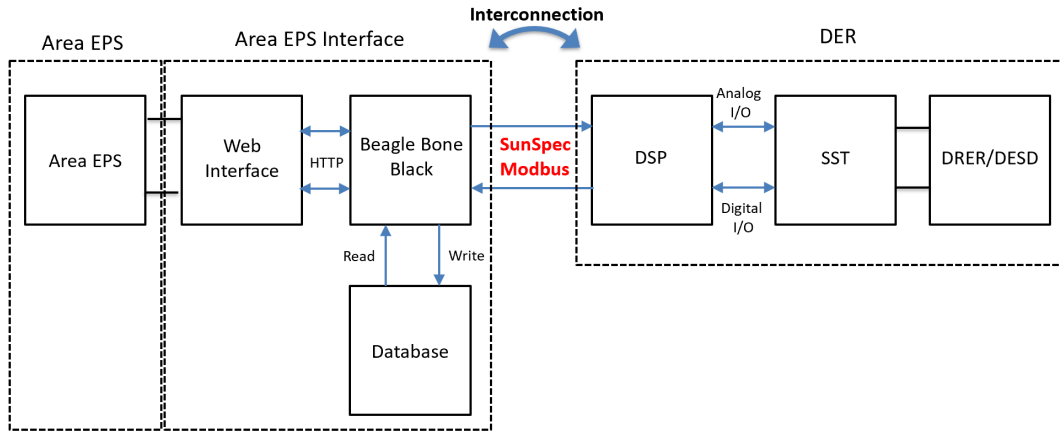 Interconnection
Area EPS
Area EPS Interface
DER
Area EPS
Web
Interface
HTTP
Beagle Bone
Black
SunSpec
Modbus
DSP
Analog
I/O
Digital
I/O
SST
DRER/DESD
Read
Write
Database